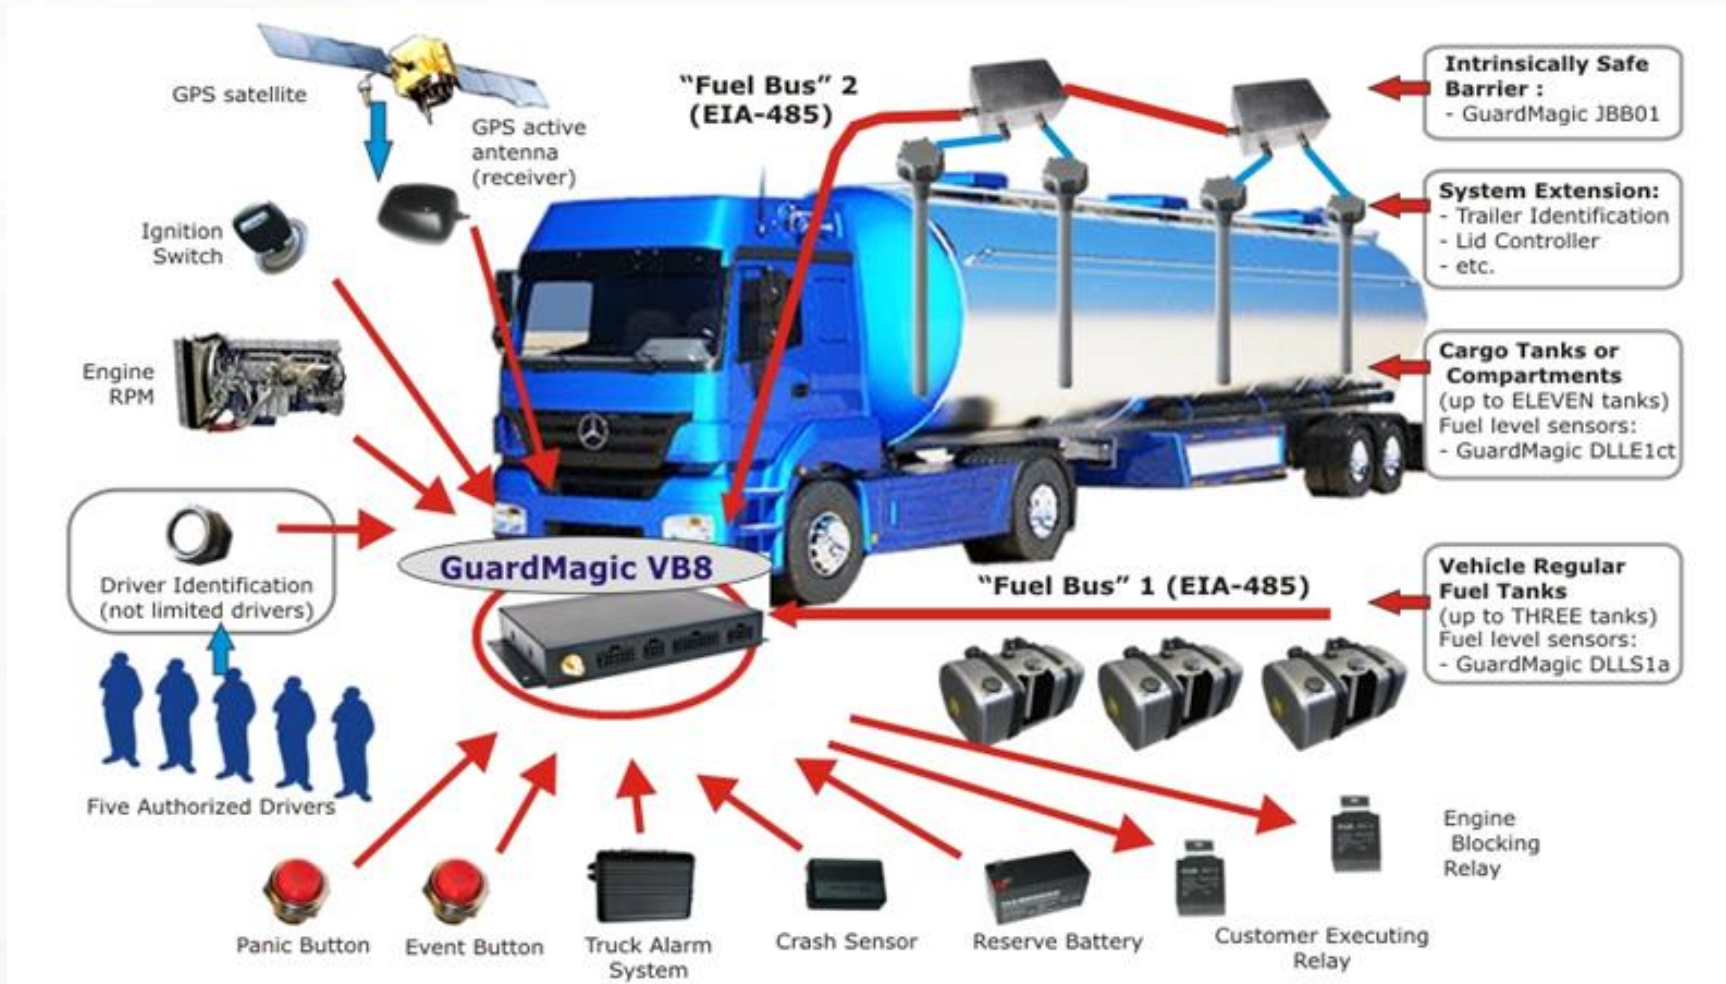 GPS satellite
GPS active
antenna
(receiver)
Ignition
Switch
Engine
RPM
Driver Identification
(not limited drivers)
Five Authorized Drivers
"Fuel Bus" 2
(EIA-485)
Intrinsically Safe
Barrier :
- GuardMagic JBB01
System Extension:
- Trailer Identification
- Lid Controller
- etc.
Cargo Tanks or
Compartments
(up to ELEVEN tanks)
Fuel level sensors:
- GuardMagic DLLE1ct
GuardMagic VB8
"Fuel Bus" 1 (EIA-485)
Vehicle Regular
Fuel Tanks
(up to THREE tanks)
Fuel level sensors:
- GuardMagic DLLS1a
Panic Button
Event Button
Truck Alarm
System
Crash Sensor
Reserve Battery
Customer Executing
Relay
Engine
Blocking
Relay